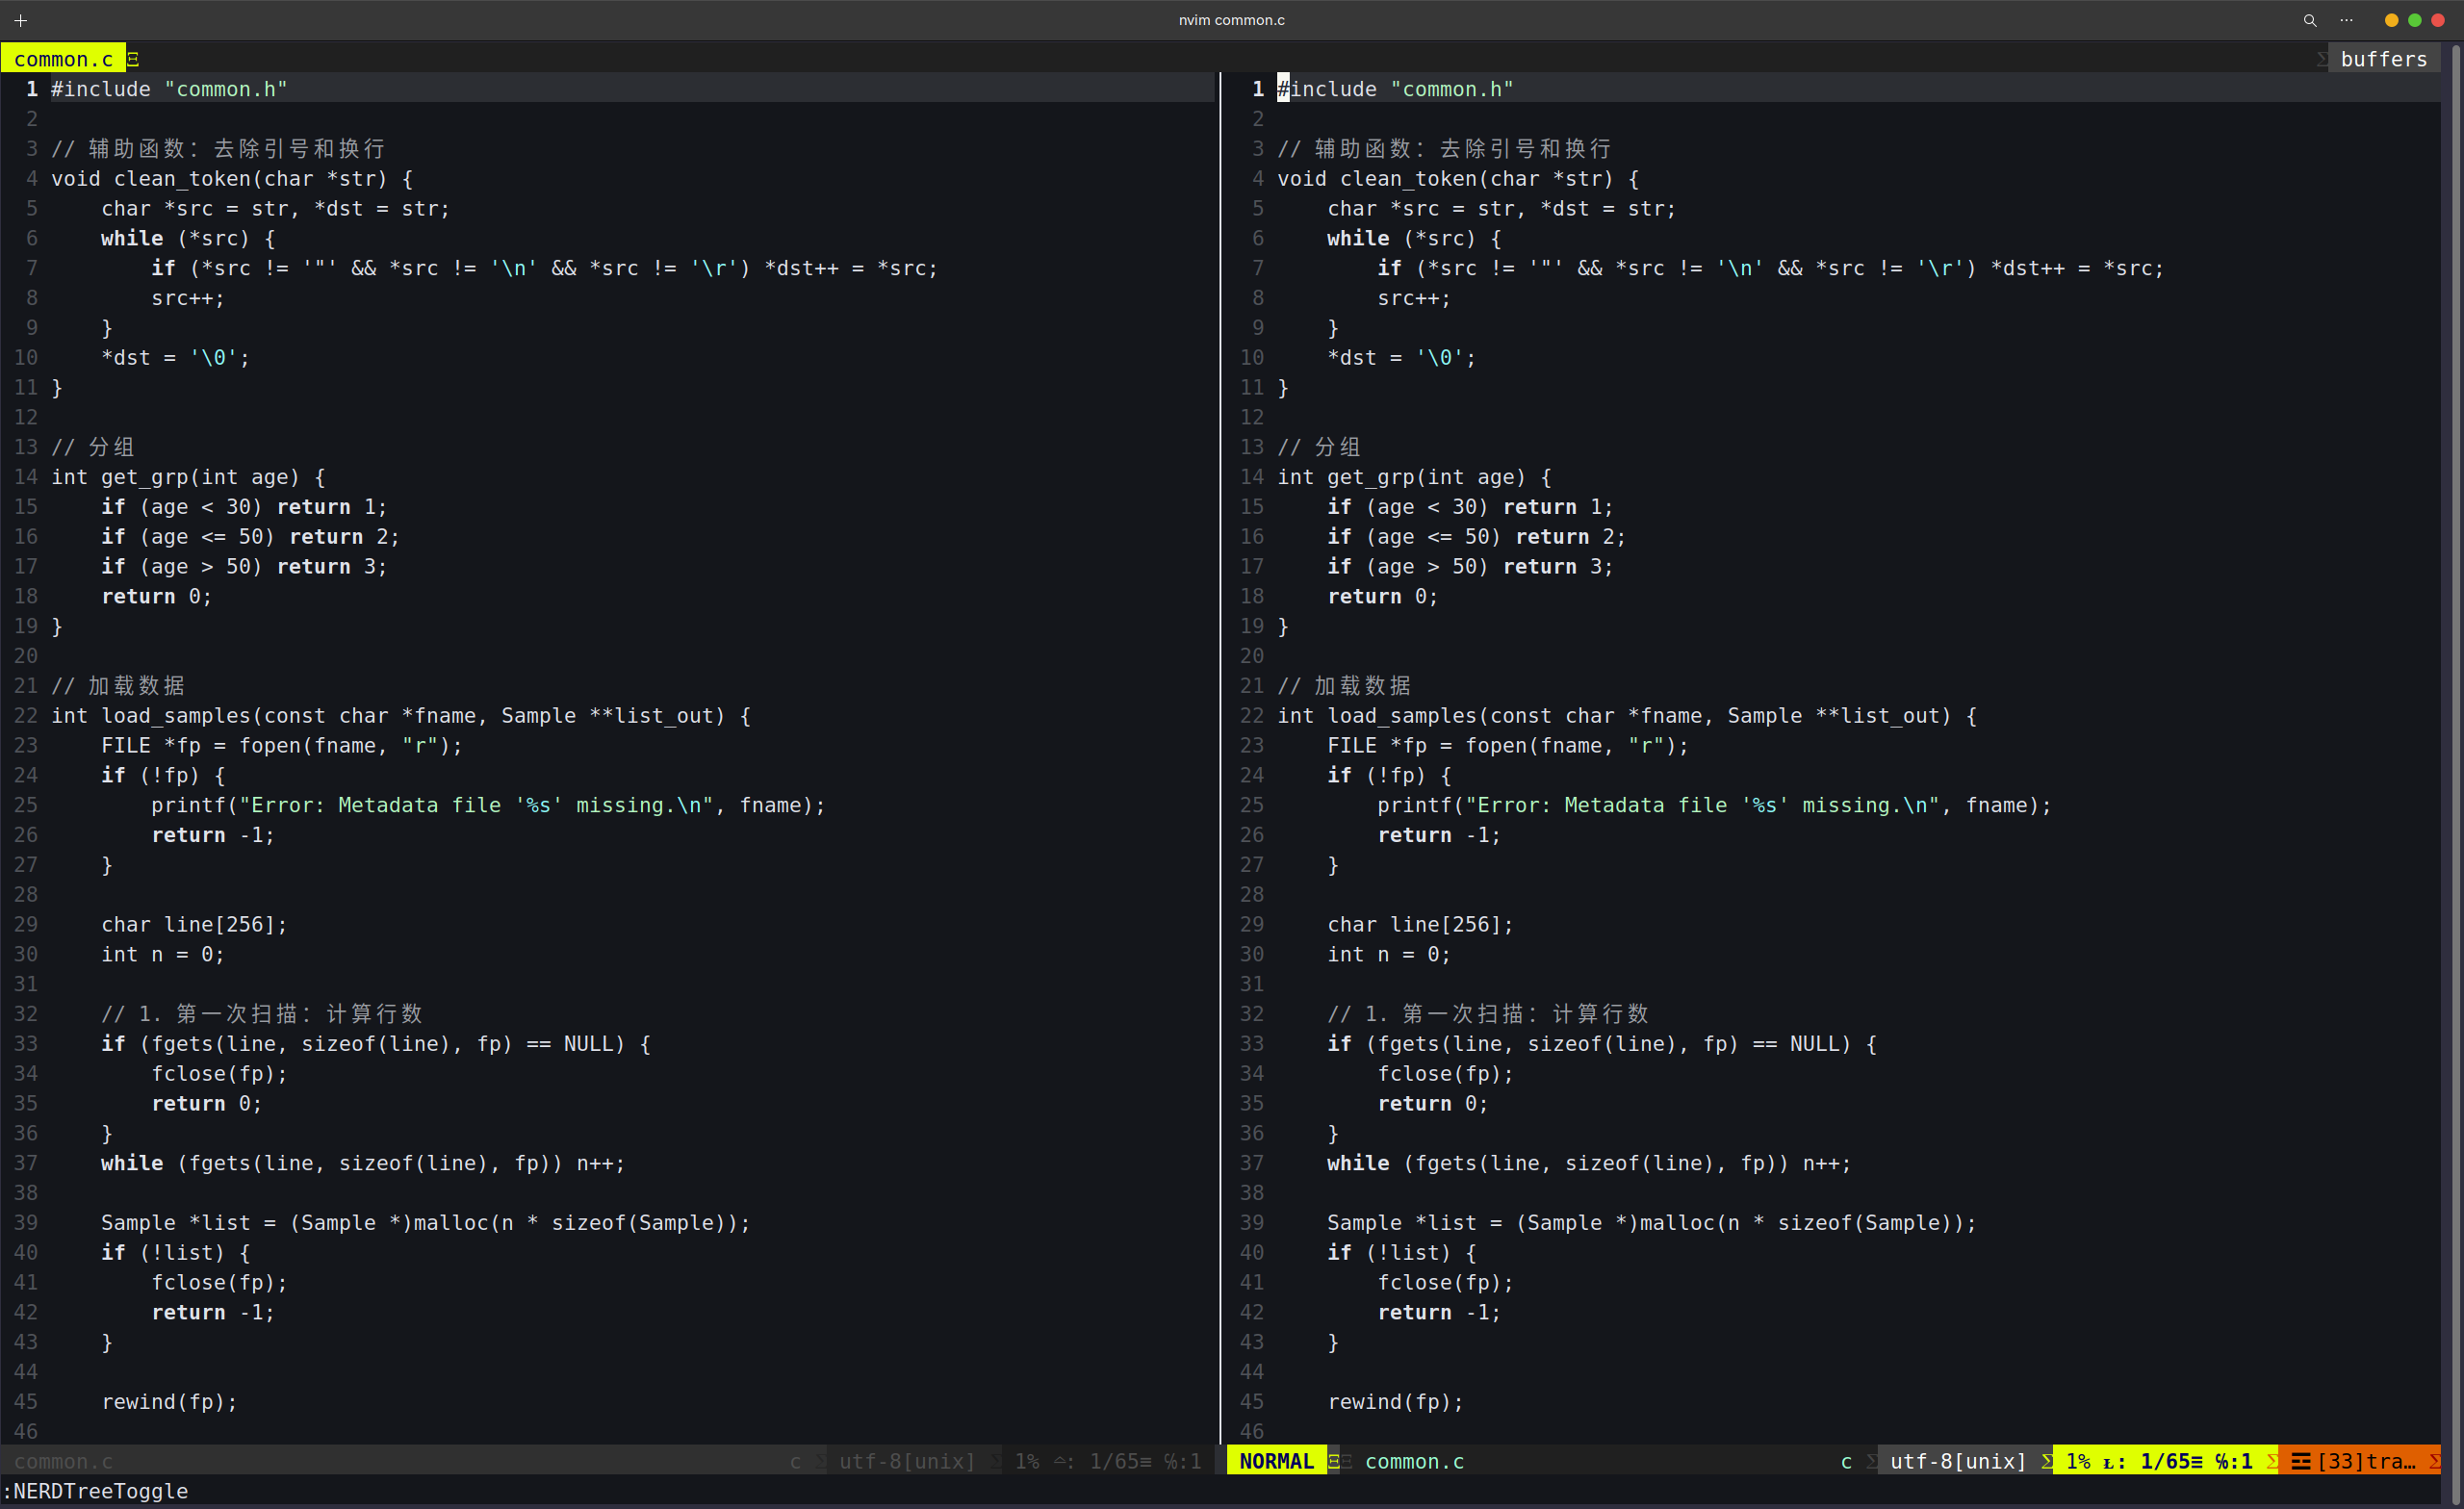 nvim common.c
common.c
buffers
1 #include "common.h"
2
3 // 辅助函数：去除引号和换行
4 void clean_token(char *str) {
5     char *src = str, *dst = str;
6     while (*src) {
7         if (*src != '"' && *src != '\n' && *src != '\r') *dst++ = *src;
8         src++;
9     }
10     *dst = '\0';
11 }
12
13 // 分组
14 int get_grp(int age) {
15     if (age < 30) return 1;
16     if (age <= 50) return 2;
17     if (age > 50) return 3;
18     return 0;
19 }
20
21 // 加载数据
22 int load_samples(const char *fname, Sample **list_out) {
23     FILE *fp = fopen(fname, "r");
24     if (!fp) {
25         printf("Error: Metadata file '%s' missing.\n", fname);
26         return -1;
27     }
28
29     char line[256];
30     int n = 0;
31
32     // 1. 第一次扫描：计算行数
33     if (fgets(line, sizeof(line), fp) == NULL) {
34         fclose(fp);
35         return 0;
36     }
37     while (fgets(line, sizeof(line), fp)) n++;
38
39     Sample *list = (Sample *)malloc(n * sizeof(Sample));
40     if (!list) {
41         fclose(fp);
42         return -1;
43     }
44
45     rewind(fp);
46
common.c c utf-8[unix] 1% : 1/65≡ ℅:1
1 #include "common.h"
2
3 // 辅助函数：去除引号和换行
4 void clean_token(char *str) {
5     char *src = str, *dst = str;
6     while (*src) {
7         if (*src != '"' && *src != '\n' && *src != '\r') *dst++ = *src;
8         src++;
9     }
10     *dst = '\0';
11 }
12
13 // 分组
14 int get_grp(int age) {
15     if (age < 30) return 1;
16     if (age <= 50) return 2;
17     if (age > 50) return 3;
18     return 0;
19 }
20
21 // 加载数据
22 int load_samples(const char *fname, Sample **list_out) {
23     FILE *fp = fopen(fname, "r");
24     if (!fp) {
25         printf("Error: Metadata file '%s' missing.\n", fname);
26         return -1;
27     }
28
29     char line[256];
30     int n = 0;
31
32     // 1. 第一次扫描：计算行数
33     if (fgets(line, sizeof(line), fp) == NULL) {
34         fclose(fp);
35         return 0;
36     }
37     while (fgets(line, sizeof(line), fp)) n++;
38
39     Sample *list = (Sample *)malloc(n * sizeof(Sample));
40     if (!list) {
41         fclose(fp);
42         return -1;
43     }
44
45     rewind(fp);
46
NORMAL common.c c utf-8[unix] 1% ʟ: 1/65≡ ℅:1 ☲[33]tra…
:NERDTreeToggle